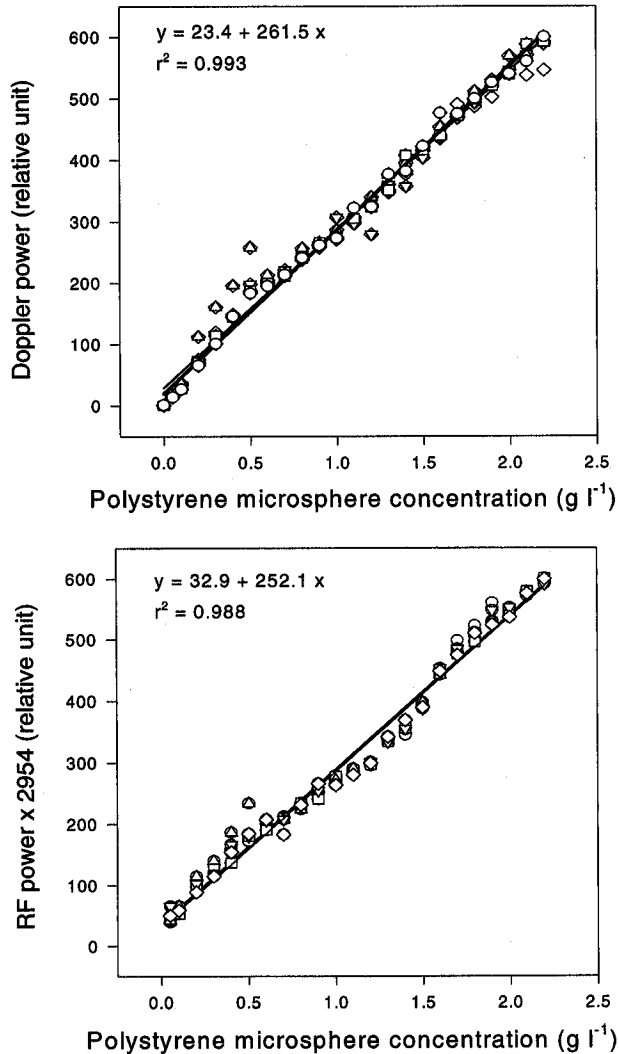 y = 23.4 + 261.5 x
r² = 0.993
600
500
400
300
200
100
0
Doppler power (relative unit)
0.0 0.5 1.0 1.5 2.0 2.5
Polystyrene microsphere concentration (g l⁻¹)
y = 32.9 + 252.1 x
r² = 0.988
600
500
400
300
200
100
0
RF power x 2954 (relative unit)
0.0 0.5 1.0 1.5 2.0 2.5
Polystyrene microsphere concentration (g l⁻¹)